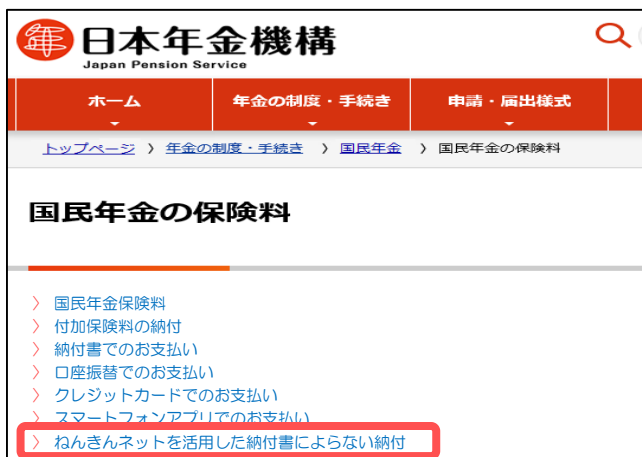 年 日本年金機構
Japan Pension Service
ホーム 年金の制度・手続き 申請・届出様式
トップページ 〉 年金の制度・手続き 〉 国民年金 〉 国民年金の保険料
国民年金の保険料
〉 国民年金保険料
〉 付加保険料の納付
〉 納付書でのお支払い
〉 口座振替でのお支払い
〉 クレジットカードでのお支払い
〉 スマートフォンアプリでのお支払い
〉 ねんきんネットを活用した納付書によらない納付